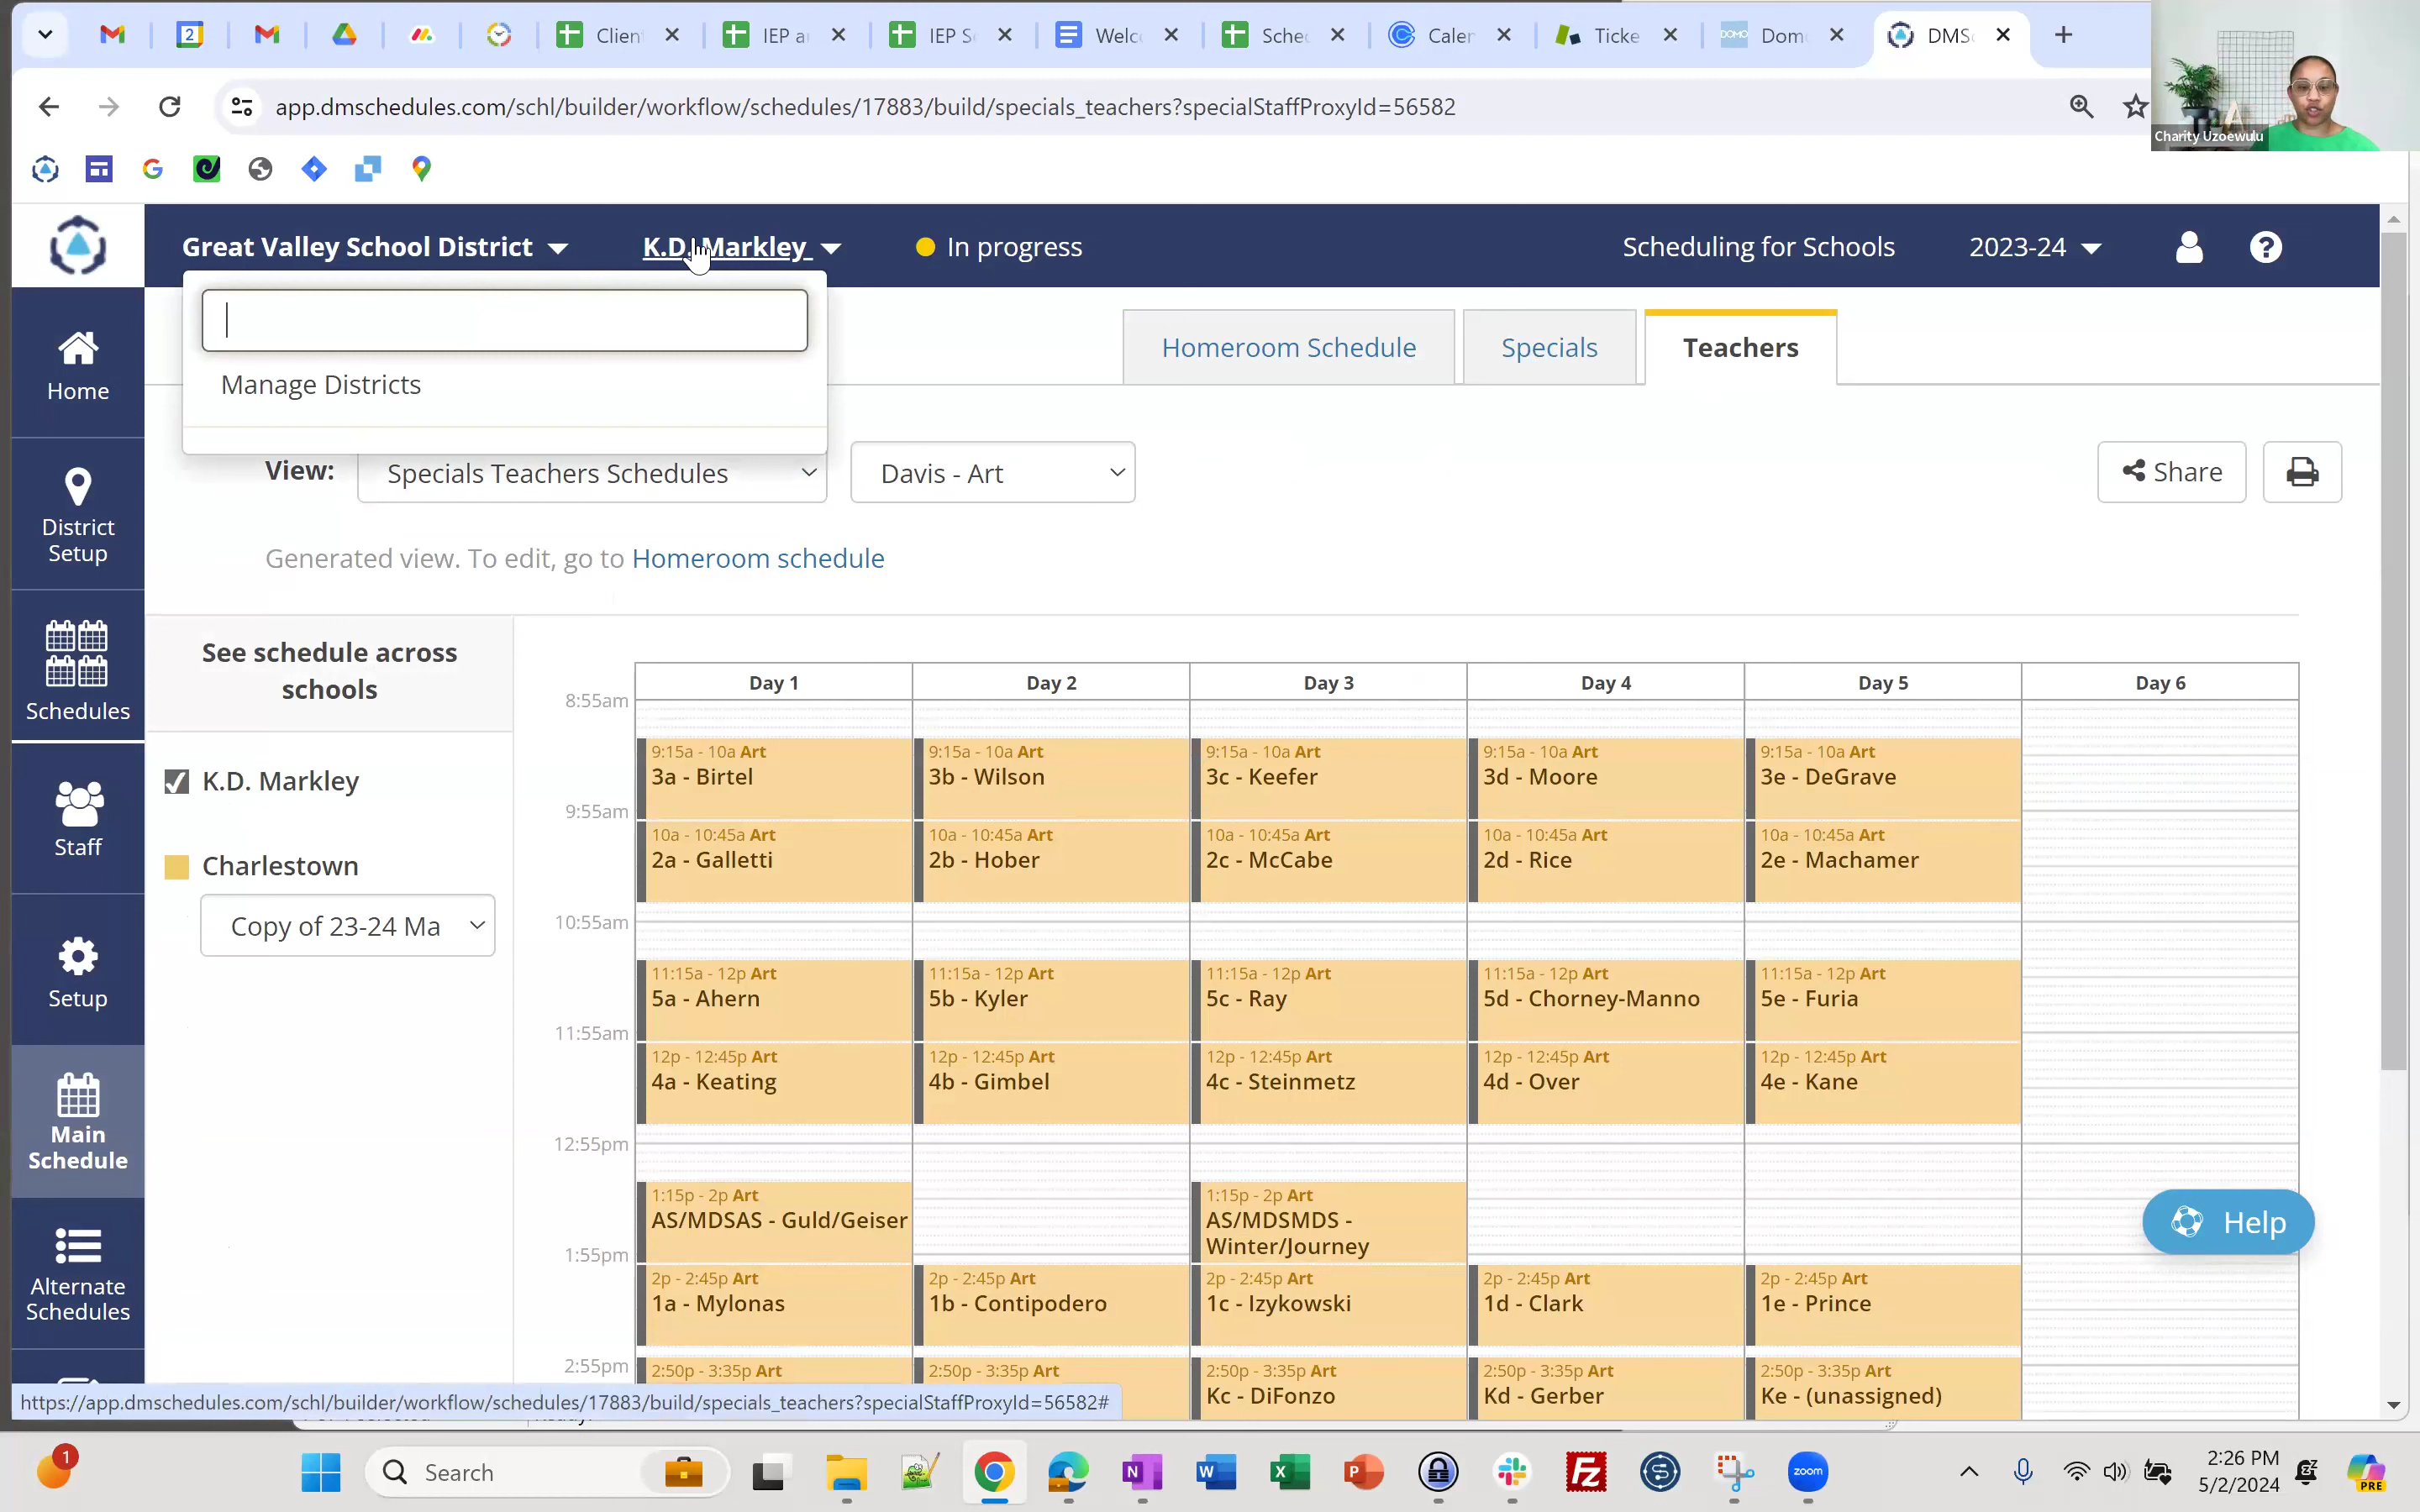 Clien
IEP a
IEP S
Welc
Sche
Caler
Ticke
DOMO
Dom
DMS
app.dmschedules.com/schl/builder/workflow/schedules/17883/build/specials_teachers?specialStaffProxyId=56582
Charity Uzoewulu
Great Valley School District
K.D. Markley
In progress
Scheduling for Schools
2023-24
Manage Districts
Homeroom Schedule
Specials
Teachers
View:
Specials Teachers Schedules
Davis - Art
Share
Generated view. To edit, go to Homeroom schedule
Home
District
Setup
Schedules
Staff
Setup
Main
Schedule
Alternate
Schedules
See schedule across
schools
K.D. Markley
Charlestown
Copy of 23-24 Ma
Day 1
Day 2
Day 3
Day 4
Day 5
Day 6
8:55am
9:15a - 10a Art
3a - Birtel
9:15a - 10a Art
3b - Wilson
9:15a - 10a Art
3c - Keefer
9:15a - 10a Art
3d - Moore
9:15a - 10a Art
3e - DeGrave
9:55am
10a - 10:45a Art
2a - Galletti
10a - 10:45a Art
2b - Hober
10a - 10:45a Art
2c - McCabe
10a - 10:45a Art
2d - Rice
10a - 10:45a Art
2e - Machamer
10:55am
11:15a - 12p Art
5a - Ahern
11:15a - 12p Art
5b - Kyler
11:15a - 12p Art
5c - Ray
11:15a - 12p Art
5d - Chorney-Manno
11:15a - 12p Art
5e - Furia
11:55am
12p - 12:45p Art
4a - Keating
12p - 12:45p Art
4b - Gimbel
12p - 12:45p Art
4c - Steinmetz
12p - 12:45p Art
4d - Over
12p - 12:45p Art
4e - Kane
12:55pm
1:15p - 2p Art
AS/MDSAS - Guld/Geiser
1:15p - 2p Art
AS/MDSMDS -
Winter/Journey
1:55pm
2p - 2:45p Art
1a - Mylonas
2p - 2:45p Art
1b - Contipodero
2p - 2:45p Art
1c - Izykowski
2p - 2:45p Art
1d - Clark
2p - 2:45p Art
1e - Prince
2:55pm
2:50p - 3:35p Art
2:50p - 3:35p Art
2:50p - 3:35p Art
Kc - DiFonzo
2:50p - 3:35p Art
Kd - Gerber
2:50p - 3:35p Art
Ke - (unassigned)
Help
https://app.dmschedules.com/schl/builder/workflow/schedules/17883/build/specials_teachers?specialStaffProxyId=56582#
1
Search
zoom
2:26 PM
5/2/2024
PRE